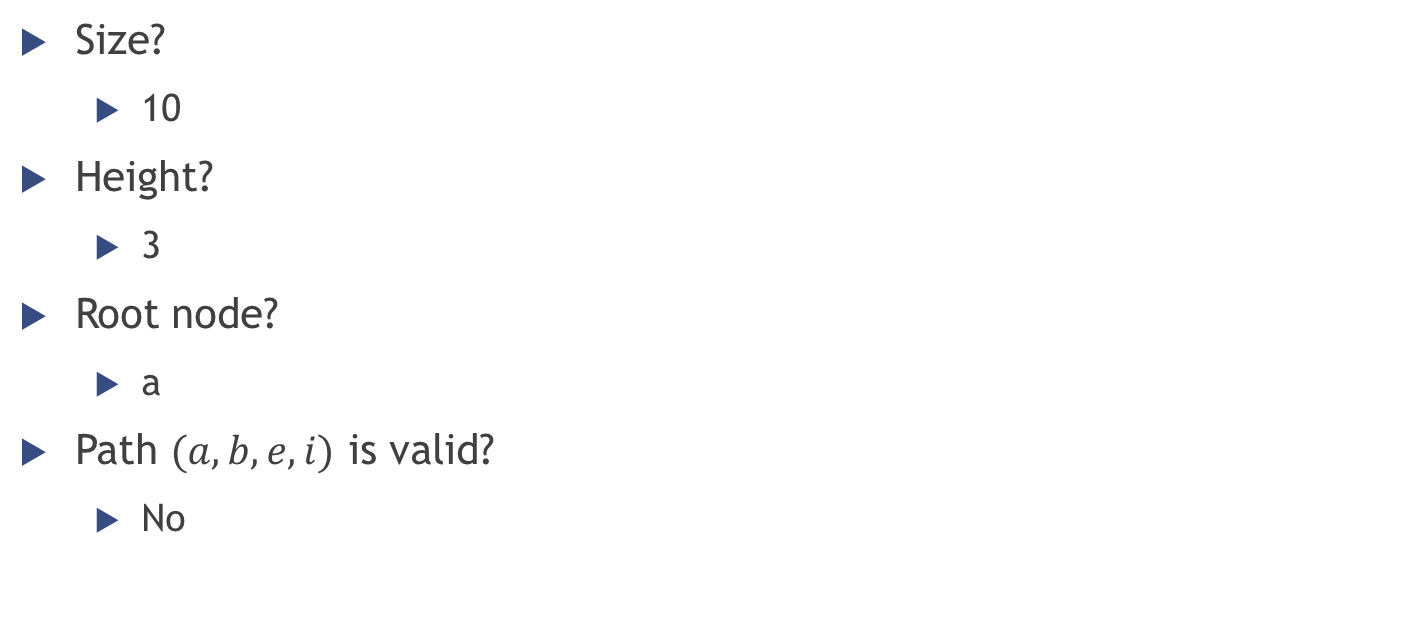 Size?
10
Height?
3
Root node?
a
Path (a, b, e, i) is valid?
No